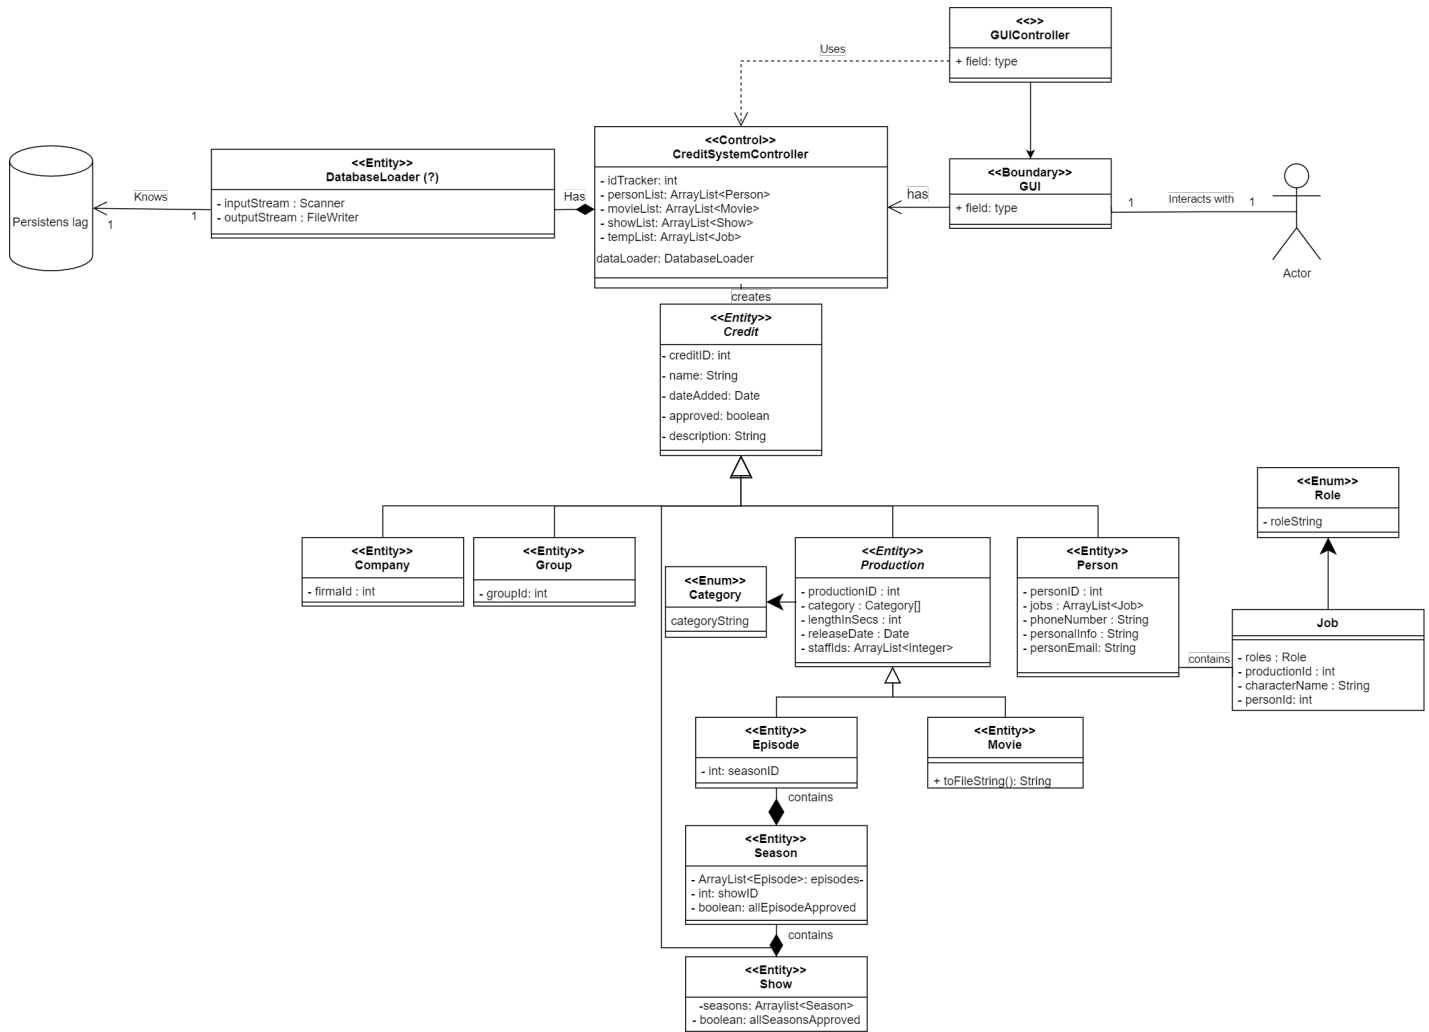 <<>>
GUIController
+ field: type
Uses
<<Control>>
CreditSystemController
- idTracker: int
- personList: ArrayList<Person>
- movieList: ArrayList<Movie>
- showList: ArrayList<Show>
- tempList: ArrayList<Job>
dataLoader: DatabaseLoader
<<Entity>>
DatabaseLoader (?)
- inputStream : Scanner
- outputStream : FileWriter
Has
Knows
1
1
Persistens lag
has
<<Boundary>>
GUI
+ field: type
1
Interacts with
1
Actor
creates
<<Entity>>
Credit
- creditID: int
- name: String
- dateAdded: Date
- approved: boolean
- description: String
<<Enum>>
Role
- roleString
<<Entity>>
Company
- firmaId : int
<<Entity>>
Group
- groupId: int
<<Enum>>
Category
categoryString
<<Entity>>
Production
- productionID : int
- category : Category[]
- lengthInSecs : int
- releaseDate : Date
- staffIds: ArrayList<Integer>
<<Entity>>
Person
- personID : int
- jobs : ArrayList<Job>
- phoneNumber : String
- personalInfo : String
- personEmail: String
contains
Job
- roles : Role
- productionId : int
- characterName : String
- personId: int
<<Entity>>
Episode
- int: seasonID
<<Entity>>
Movie
+ toFileString(): String
contains
<<Entity>>
Season
- ArrayList<Episode>: episodes-
- int: showID
- boolean: allEpisodeApproved
contains
<<Entity>>
Show
-seasons: Arraylist<Season>
- boolean: allSeasonsApproved